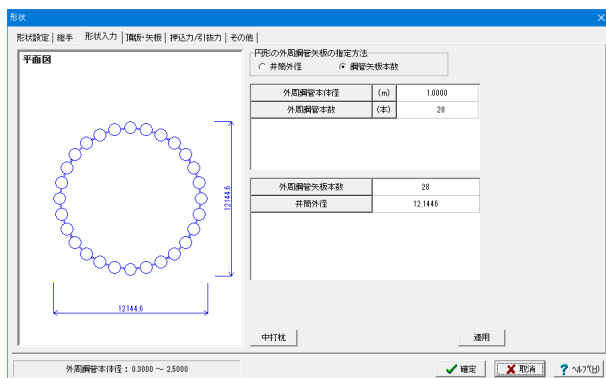 形状
形状設定 継手 形状入力 頂版・矢板 押込力/引抜力 その他
平面図
12144.6
12144.6
円形の外周鋼管矢板の指定方法
井筒外径 鋼管矢板本数
外周鋼管本体径 (m) 1.0000
外周鋼管本数 (本) 28
外周鋼管矢板本数 28
井筒外径 12.1446
中打杭 適用
外周鋼管本体径 : 0.3000 ~ 2.5000
確定 取消 ヘルプ(H)